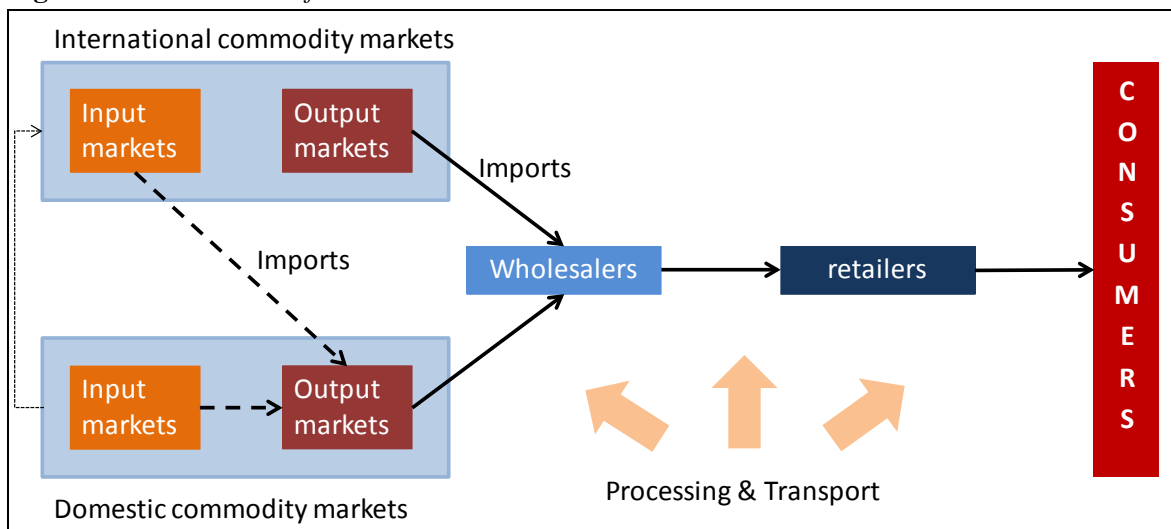 International commodity markets
Input
markets
Output
markets
Imports
Imports
Wholesalers
retailers
C
O
N
S
U
M
E
R
S
Input
markets
Output
markets
Processing & Transport
Domestic commodity markets